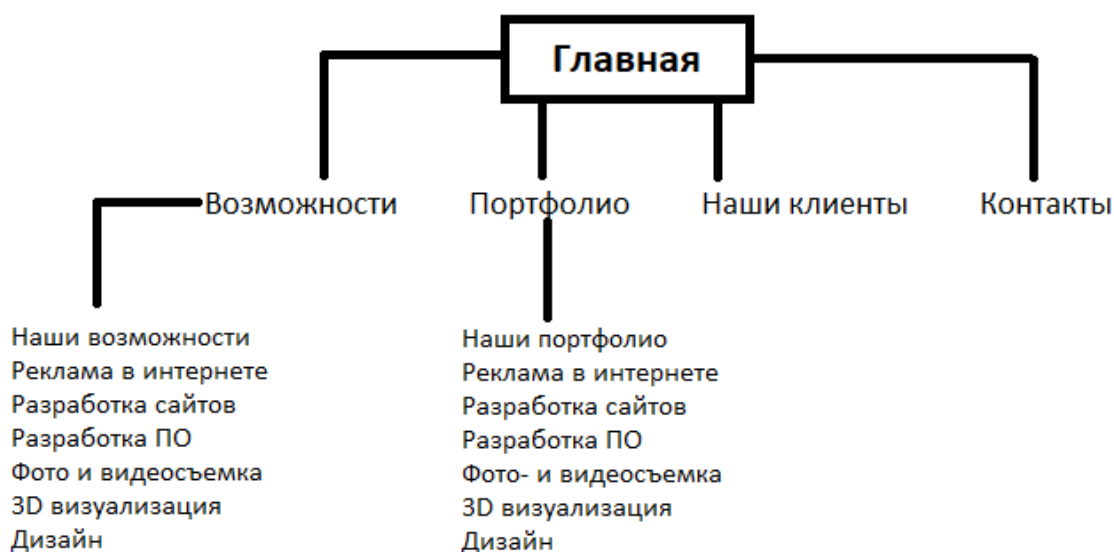 Главная
Возможности
Портфолио
Наши клиенты
Контакты
Наши возможности
Реклама в интернете
Разработка сайтов
Разработка ПО
Фото и видеосъемка
3D визуализация
Дизайн
Наши портфолио
Реклама в интернете
Разработка сайтов
Разработка ПО
Фото- и видеосъемка
3D визуализация
Дизайн